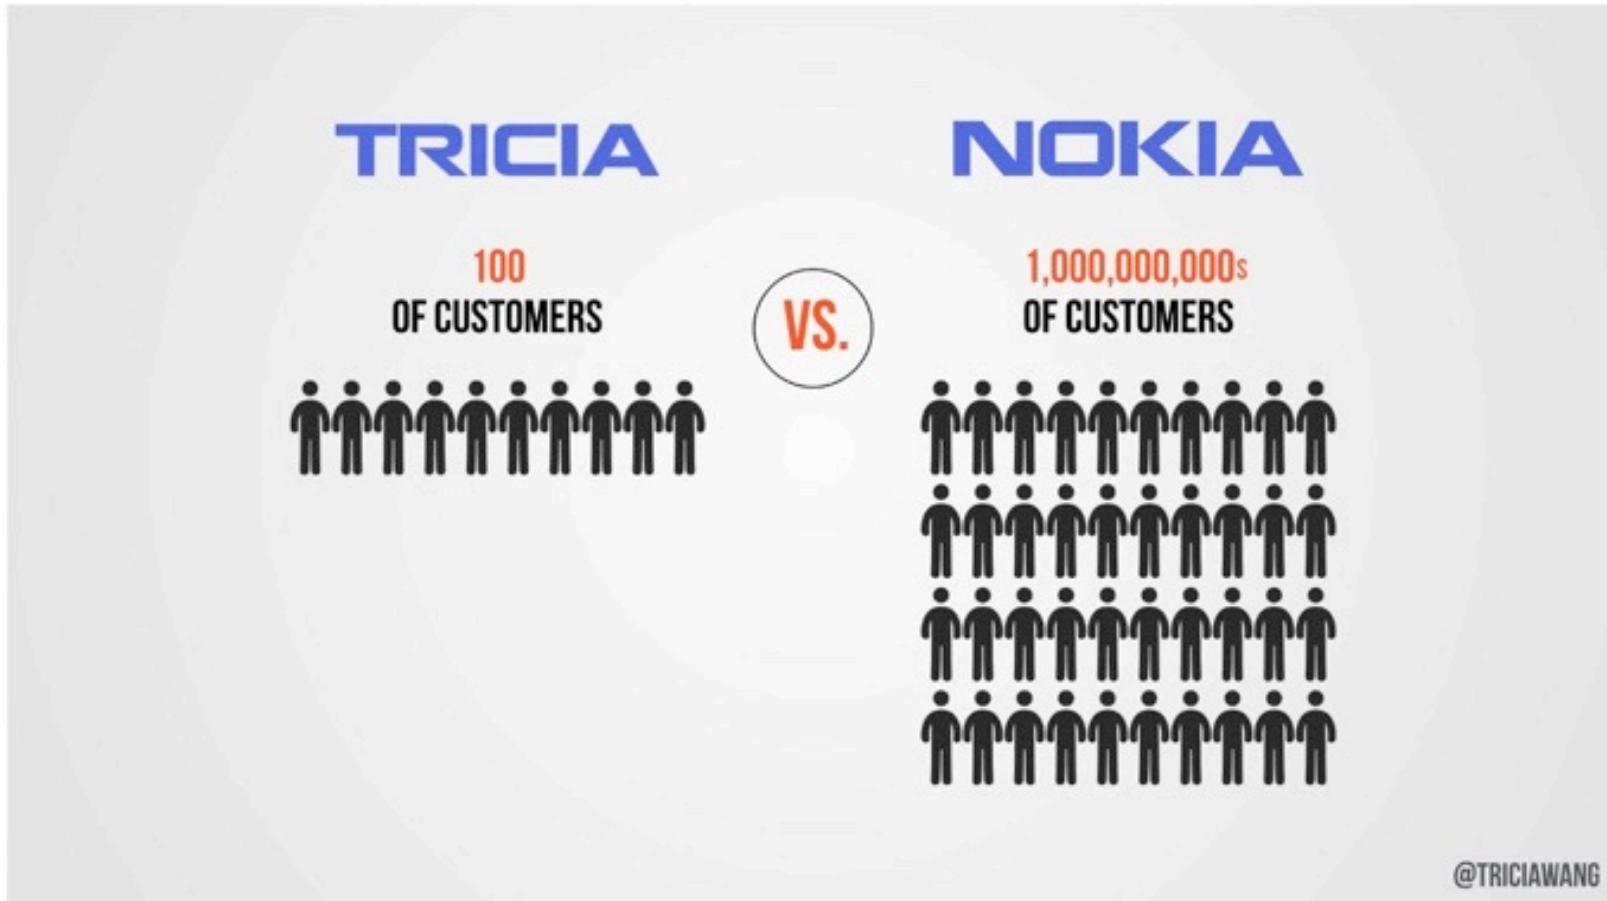 TRICIA
100
OF CUSTOMERS
VS.
NOKIA
1,000,000,000s
OF CUSTOMERS
@TRICIAWANG